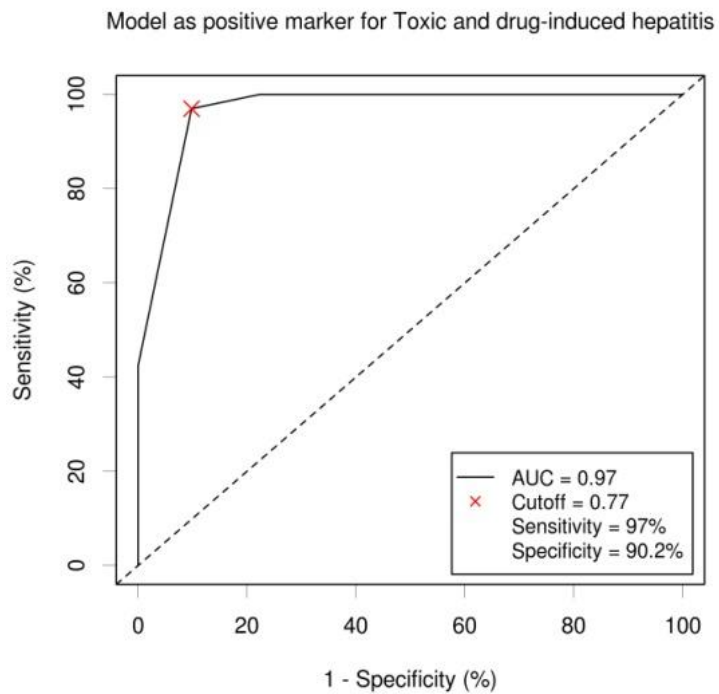 Model as positive marker for Toxic and drug-induced hepatitis
Sensitivity (%)
100
80
60
40
20
0
AUC = 0.97
Cutoff = 0.77
Sensitivity = 97%
Specificity = 90.2%
0 20 40 60 80 100
1 - Specificity (%)